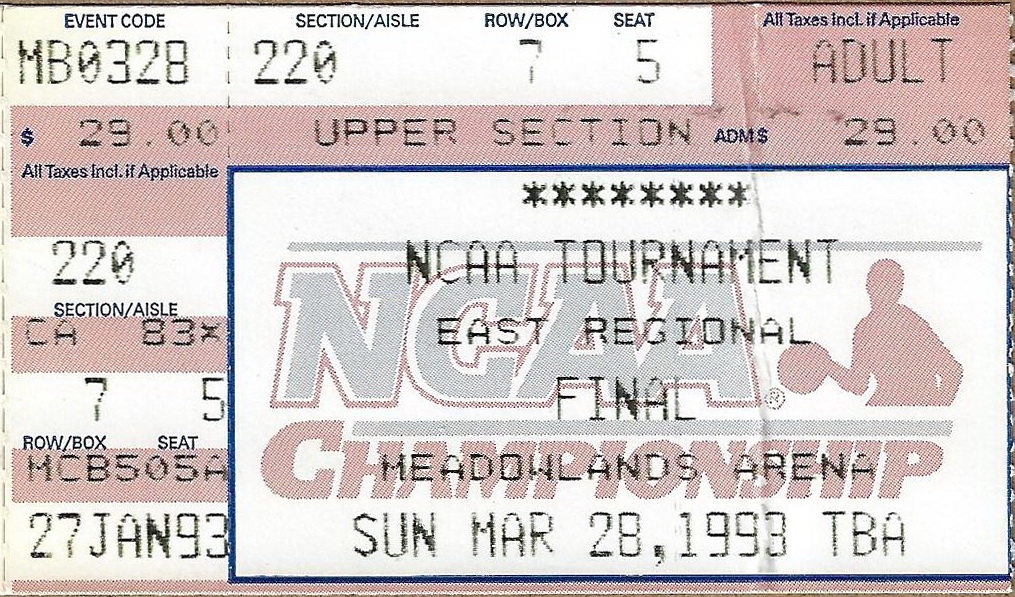 EVENT CODE SECTION/AISLE ROW/BOX SEAT All Taxes Incl. if Applicable
MB0328 220 7 5 ADULT
$ 29.00 UPPER SECTION ADM$ 29.00
All Taxes Incl. if Applicable
********
220 NCAA TOURNAMENT
SECTION/AISLE
CA 83* EAST REGIONAL
NCAA ®
7 5 FINAL
ROW/BOX SEAT
CHAMPIONSHIP
MCB505A MEADOWLANDS ARENA
27JAN93 SUN MAR 28,1993 TBA